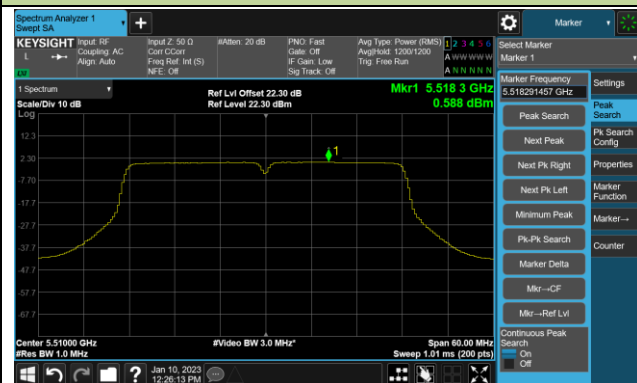 Spectrum Analyzer 1
Swept SA
Marker
KEYSIGHT
L
Input: RF
Coupling: AC
Align: Auto
Input Z: 50 Ω
Corr CCorr
Freq Ref: Int (S)
NFE: Off
#Atten: 20 dB
PNO: Fast
Gate: Off
IF Gain: Low
Sig Track: Off
Avg Type: Power (RMS)
Avg|Hold: 1200/1200
Trig: Free Run
1 2 3 4 5 6
A W W W W W
A N N N N N
Select Marker
Marker 1
1 Spectrum
Scale/Div 10 dB
Log
Ref Lvl Offset 22.30 dB
Ref Level 22.30 dBm
Mkr1 5.518 3 GHz
0.588 dBm
12.3
2.30
-7.70
-17.7
-27.7
-37.7
-47.7
-57.7
-67.7
1
Center 5.51000 GHz
#Res BW 1.0 MHz
#Video BW 3.0 MHz*
Span 60.00 MHz
Sweep 1.01 ms (200 pts)
Marker Frequency
5.518291457 GHz
Peak Search
Next Peak
Next Pk Right
Next Pk Left
Minimum Peak
Pk-Pk Search
Marker Delta
Mkr→CF
Mkr→Ref Lvl
Continuous Peak
Search
On
Off
Settings
Peak
Search
Pk Search
Config
Properties
Marker
Function
Marker→
Counter
?
Jan 10, 2023
12:26:13 PM